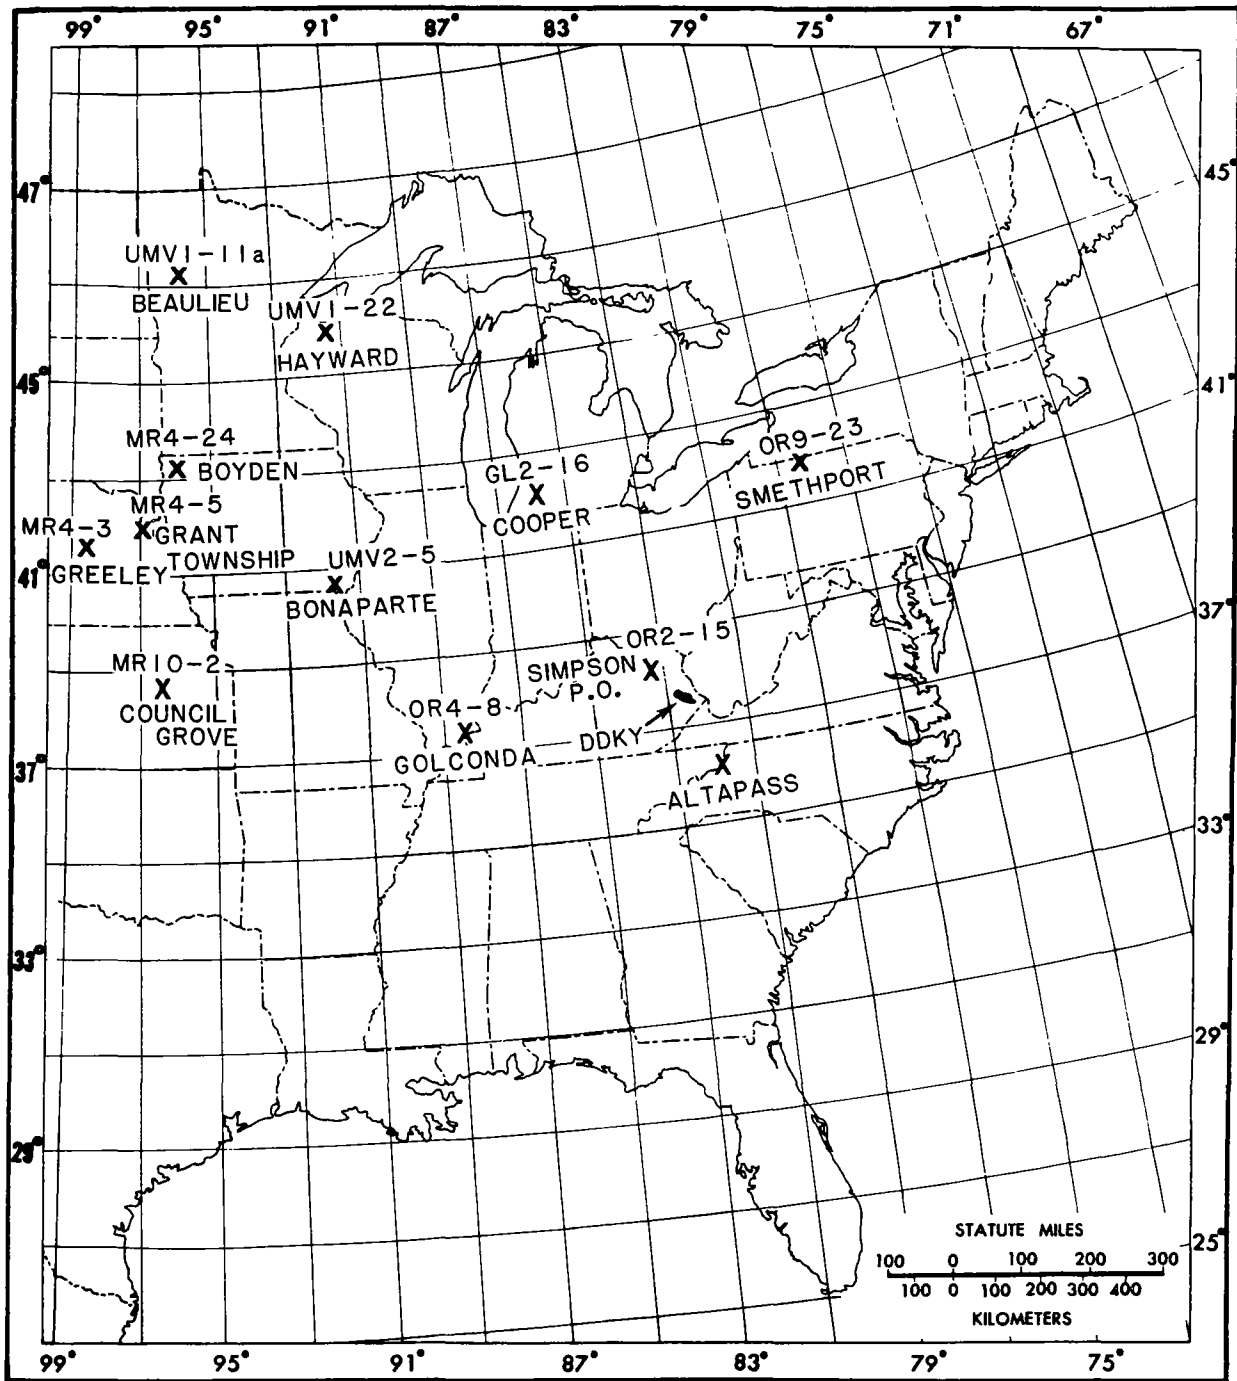 99° 95° 91° 87° 83° 79° 75° 71° 67°
47°
45°
UMV1-11a
BEAULIEU
UMV1-22
HAYWARD
45°
41°
MR4-24
BOYDEN
OR9-23
SMETHPORT
GL2-16
COOPER
MR4-5
GRANT
TOWNSHIP
MR4-3
GREELEY
41°
UMV2-5
BONAPARTE
37°
OR2-15
SIMPSON
P.O.
MR10-2
COUNCIL
GROVE
OR4-8
GOLCONDA
DDKY
37°
ALTAPASS
33°
33°
29°
29°
25°
STATUTE MILES
100 0 100 200 300
100 0 100 200 300 400
KILOMETERS
99° 95° 91° 87° 83° 79° 75°